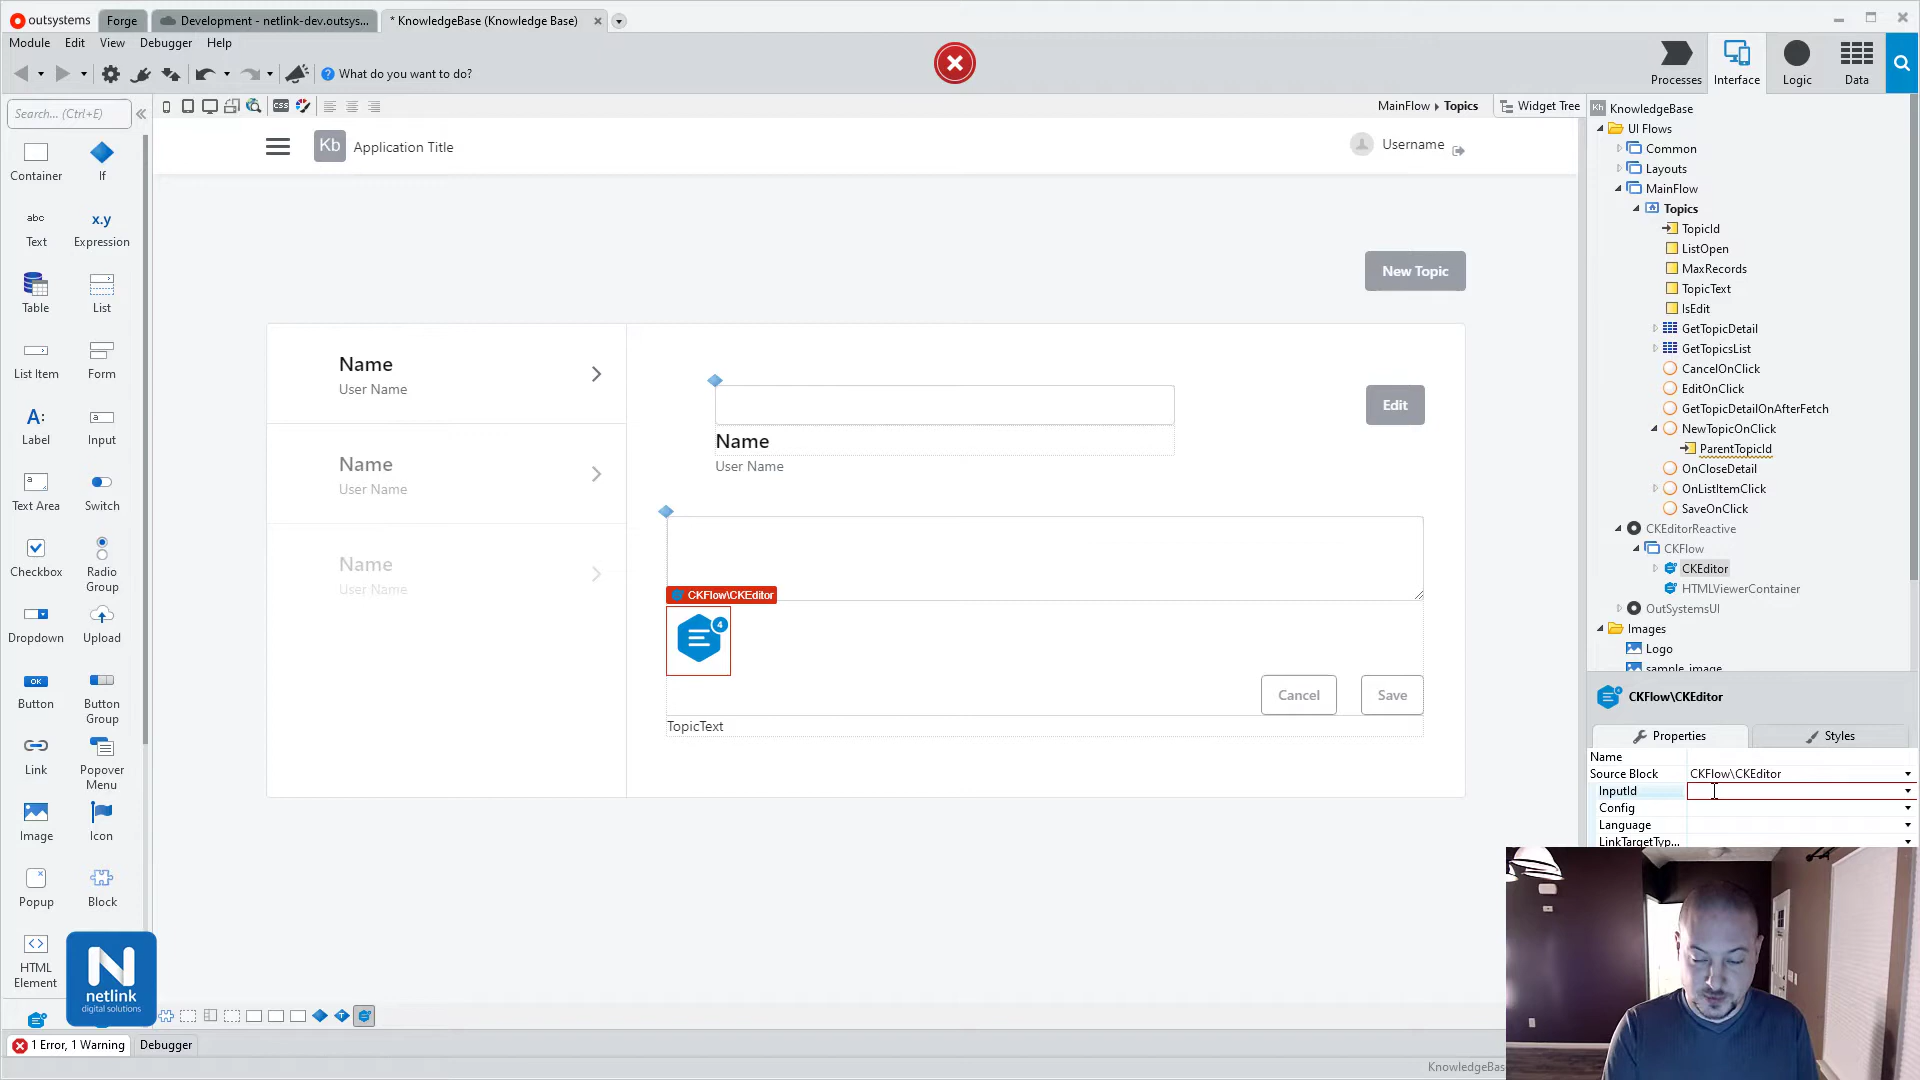 outsystems
Forge
Development - netlink-dev.outsys...
* KnowledgeBase (Knowledge Base)
Module
Edit
View
Debugger
Help
What do you want to do?
Processes
Interface
Logic
Data
Search... (Ctrl+E)
CSS
MainFlow
Topics
Widget Tree
Container
If
abc
Text
x.y
Expression
Table
List
List Item
Form
A:
Label
a
Input
a
Text Area
Switch
Checkbox
Radio
Group
Dropdown
Upload
OK
Button
Button
Group
Link
Popover
Menu
Image
Icon
Popup
Block
HTML
Element
N
netlink
digital solutions
Kb
Application Title
Username
New Topic
Name
User Name
Name
User Name
Name
User Name
Edit
Name
User Name
CKFlow\CKEditor
4
Cancel
Save
TopicText
Kh
KnowledgeBase
UI Flows
Common
Layouts
MainFlow
Topics
TopicId
ListOpen
MaxRecords
TopicText
IsEdit
GetTopicDetail
GetTopicsList
CancelOnClick
EditOnClick
GetTopicDetailOnAfterFetch
NewTopicOnClick
ParentTopicId
OnCloseDetail
OnListItemClick
SaveOnClick
CKEditorReactive
CKFlow
CKEditor
HTMLViewerContainer
OutSystemsUI
Images
Logo
sample_image
CKFlow\CKEditor
Properties
Styles
Name
Source Block
CKFlow\CKEditor
InputId
Config
Language
LinkTargetTyp...
1 Error, 1 Warning
Debugger